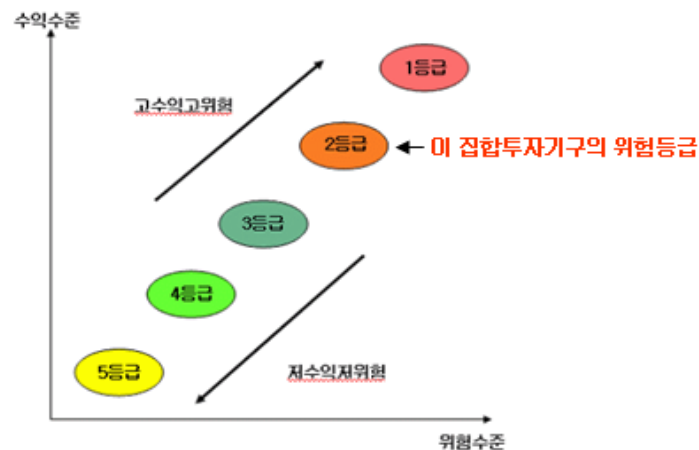 수익수준
1등급
고수익고위험
2등급
이 집합투자기구의 위험등급
3등급
4등급
5등급
저수익저위험
위험수준